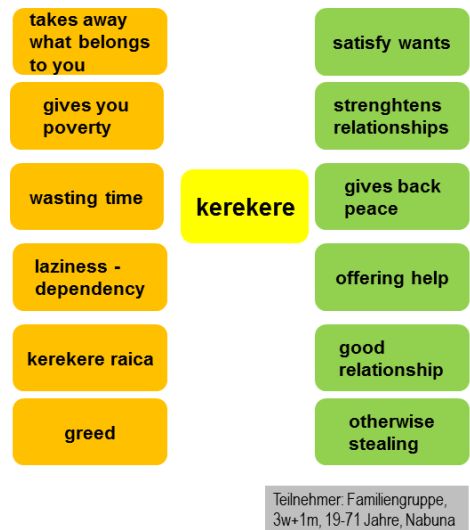 takes away
what belongs
to you
gives you
poverty
wasting time
laziness -
dependency
kerekere raica
greed
kerekere
satisfy wants
strenghtens
relationships
gives back
peace
offering help
good
relationship
otherwise
stealing
Teilnehmer: Familiengruppe,
3w+1m, 19-71 Jahre, Nabuna